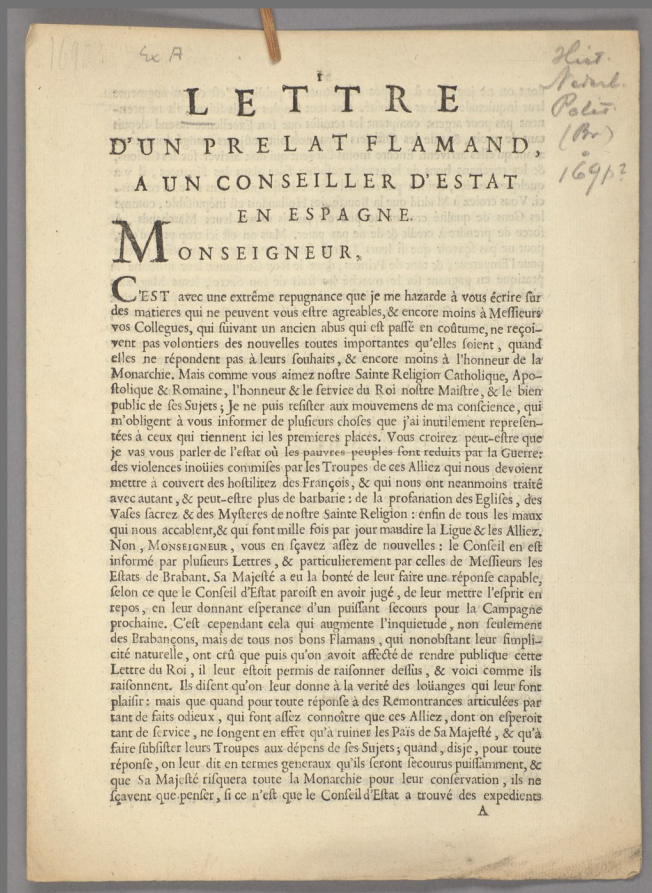 1692
Ex A
Hist.
Nederl.
Polit.
(Br)
1691?
1
LETTRE
D'UN PRELAT FLAMAND,
A UN CONSEILLER D'ESTAT
EN ESPAGNE.
MONSEIGNEUR,
C'EST avec une extrême repugnance que je me hazarde à vous écrire ſur
des matieres qui ne peuvent vous eſtre agreables, & encore moins à Meſſieurs
vos Collegues, qui ſuivant un ancien abus qui eſt paſſé en coûtume, ne reçoi-
vent pas volontiers des nouvelles toutes importantes qu'elles ſoient, quand
elles ne répondent pas à leurs ſouhaits, & encore moins à l'honneur de la
Monarchie. Mais comme vous aimez noſtre Sainte Religion Catholique, Apo-
ſtolique & Romaine, l'honneur & le ſervice du Roi noſtre Maiſtre, & le bien
public de ſes Sujets; Je ne puis reſiſter aux mouvemens de ma conſcience, qui
m'obligent à vous informer de pluſieurs choſes que j'ai inutilement repreſen-
tées à ceux qui tiennent ici les premieres places. Vous croirez peut-eſtre que
je vas vous parler de l'eſtat où les pauvres peuples ſont reduits par la Guerre:
des violences inoüies commiſes par les Troupes de ces Alliez qui nous devoient
mettre à couvert des hoſtilitez des François, & qui nous ont neanmoins traité
avec autant, & peut-eſtre plus de barbarie: de la profanation des Egliſes, des
Vaſes ſacrez & des Myſteres de noſtre Sainte Religion: enfin de tous les maux
qui nous accablent, & qui font mille fois par jour maudire la Ligue & les Alliez.
Non, MONSEIGNEUR, vous en ſçavez aſſez de nouvelles: le Conſeil en eſt
informé par pluſieurs Lettres, & particulierement par celles de Meſſieurs les
Eſtats de Brabant. Sa Majeſté a eu la bonté de leur faire une réponſe capable,
ſelon ce que le Conſeil d'Eſtat paroiſt en avoir jugé, de leur mettre l'eſprit en
repos, en leur donnant eſperance d'un puiſſant ſecours pour la Campagne
prochaine. C'eſt cependant cela qui augmente l'inquietude, non ſeulement
des Brabançons, mais de tous nos bons Flamans, qui nonobſtant leur ſimpli-
cité naturelle, ont crû que puis qu'on avoit affecté de rendre publique cette
Lettre du Roi, il leur eſtoit permis de raiſonner deſſus, & voici comme ils
raiſonnent. Ils diſent qu'on leur donne à la verité des loüanges qui leur font
plaiſir: mais que quand pour toute réponſe à des Remontrances articulées par
tant de faits odieux, qui font aſſez connoître que ces Alliez, dont on eſperoit
tant de ſervice, ne ſongent en effet qu'à ruiner les Païs de Sa Majeſté, & qu'à
faire ſubſiſter leurs Troupes aux dépens de ſes Sujets; quand, diſje, pour toute
réponſe, on leur dit en termes generaux qu'ils ſeront ſecourus puiſſamment, &
que Sa Majeſté riſquera toute la Monarchie pour leur conſervation, ils ne
ſçavent que penſer, ſi ce n'eſt que le Conſeil d'Eſtat a trouvé des expedients
A